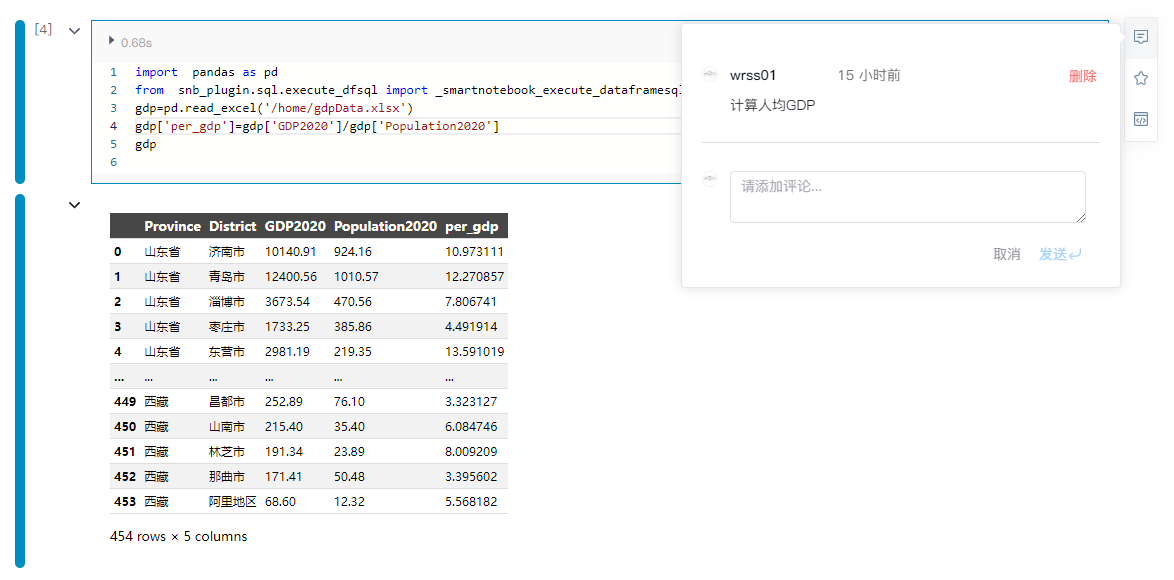 [4]
0.68s
1 import pandas as pd
2 from snb_plugin.sql.execute_dfsql import _smartnotebook_execute_dataframesql
3 gdp=pd.read_excel('/home/gdpData.xlsx')
4 gdp['per_gdp']=gdp['GDP2020']/gdp['Population2020']
5 gdp
6
wrss01 15 小时前 删除
计算人均GDP
请添加评论...
取消 发送
Province District GDP2020 Population2020 per_gdp
0 山东省 济南市 10140.91 924.16 10.973111
1 山东省 青岛市 12400.56 1010.57 12.270857
2 山东省 淄博市 3673.54 470.56 7.806741
3 山东省 枣庄市 1733.25 385.86 4.491914
4 山东省 东营市 2981.19 219.35 13.591019
... ... ... ... ... ...
449 西藏 昌都市 252.89 76.10 3.323127
450 西藏 山南市 215.40 35.40 6.084746
451 西藏 林芝市 191.34 23.89 8.009209
452 西藏 那曲市 171.41 50.48 3.395602
453 西藏 阿里地区 68.60 12.32 5.568182
454 rows × 5 columns